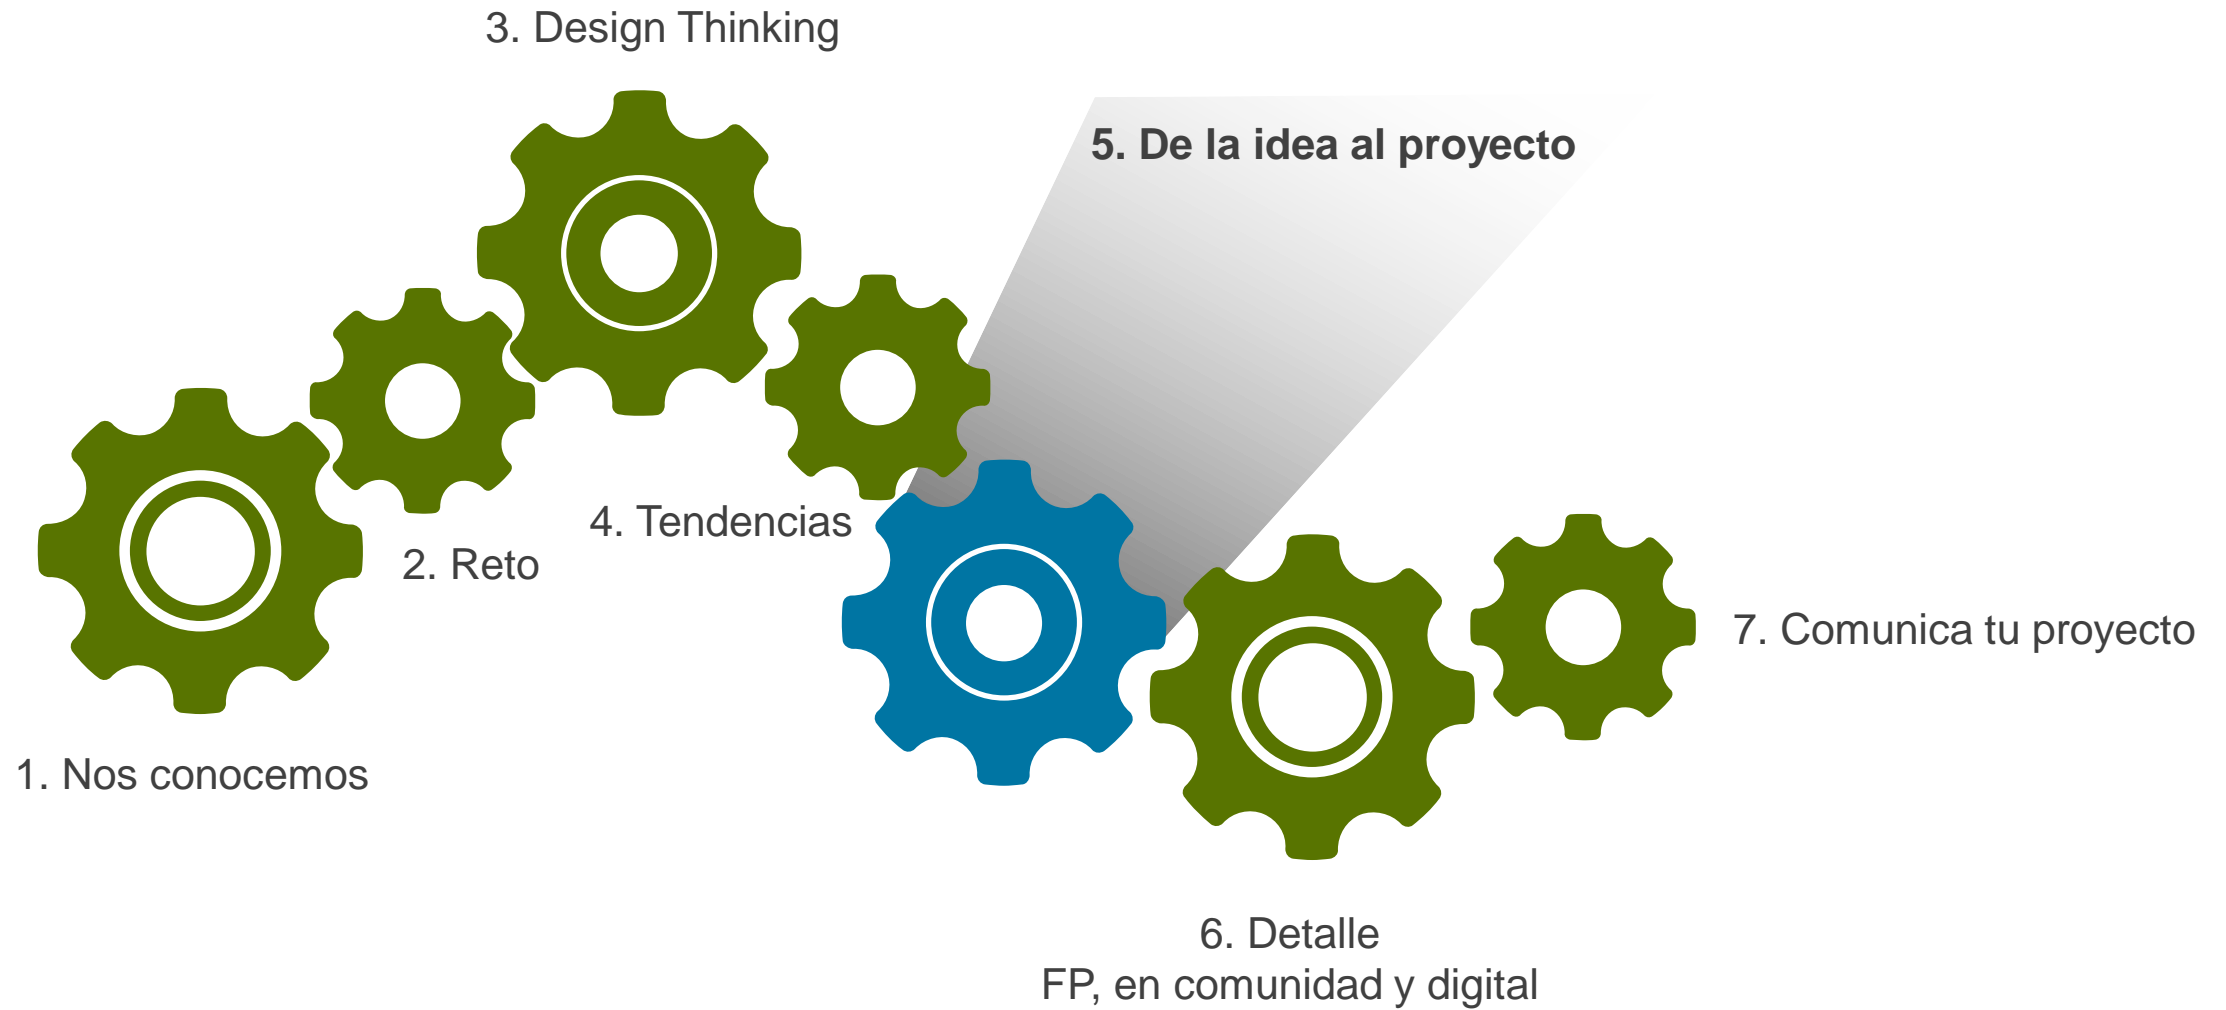 3. Design Thinking
5. De la idea al proyecto
4. Tendencias
2. Reto
7. Comunica tu proyecto
1. Nos conocemos
6. Detalle
FP, en comunidad y digital